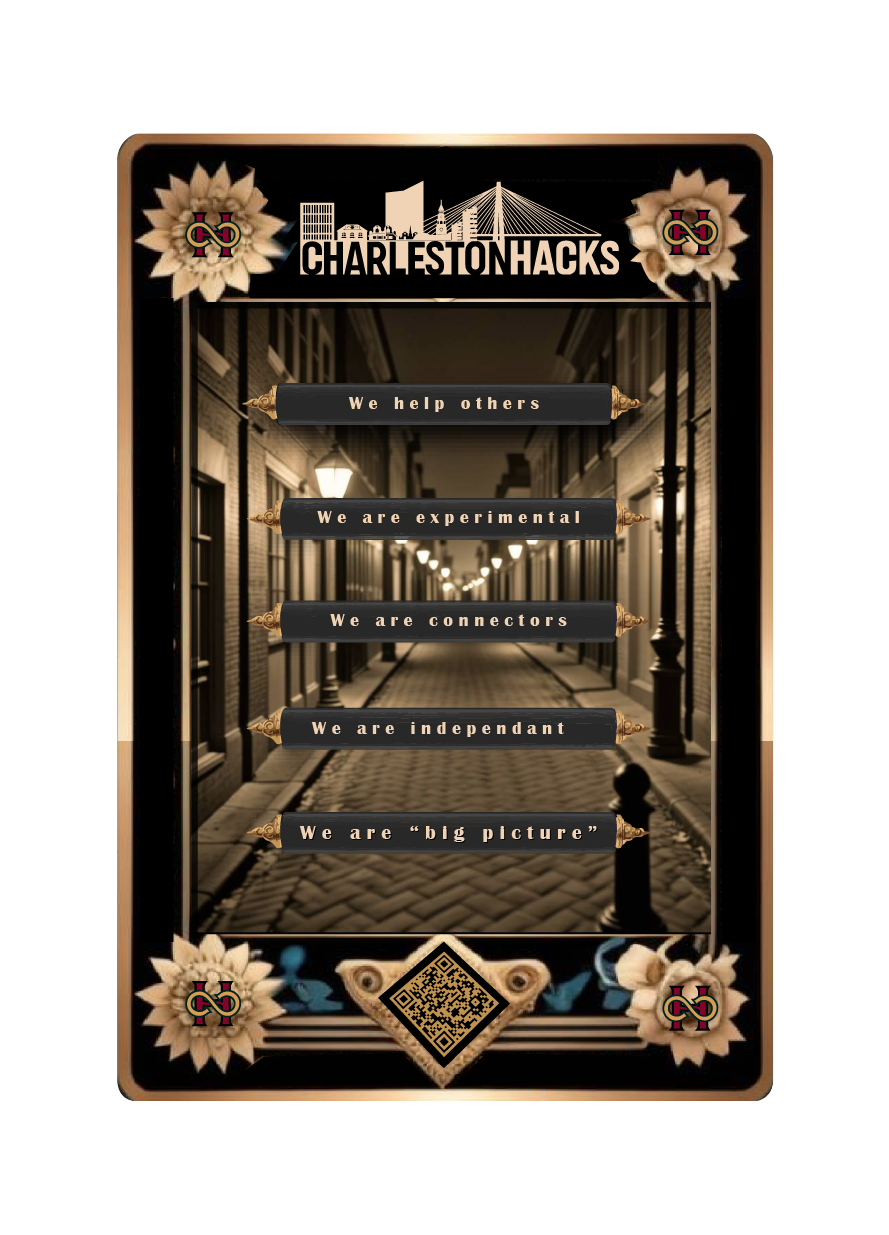 CHARLESTONHACKS
We help others
We are experimental
We are connectors
We are independant
We are “big picture”